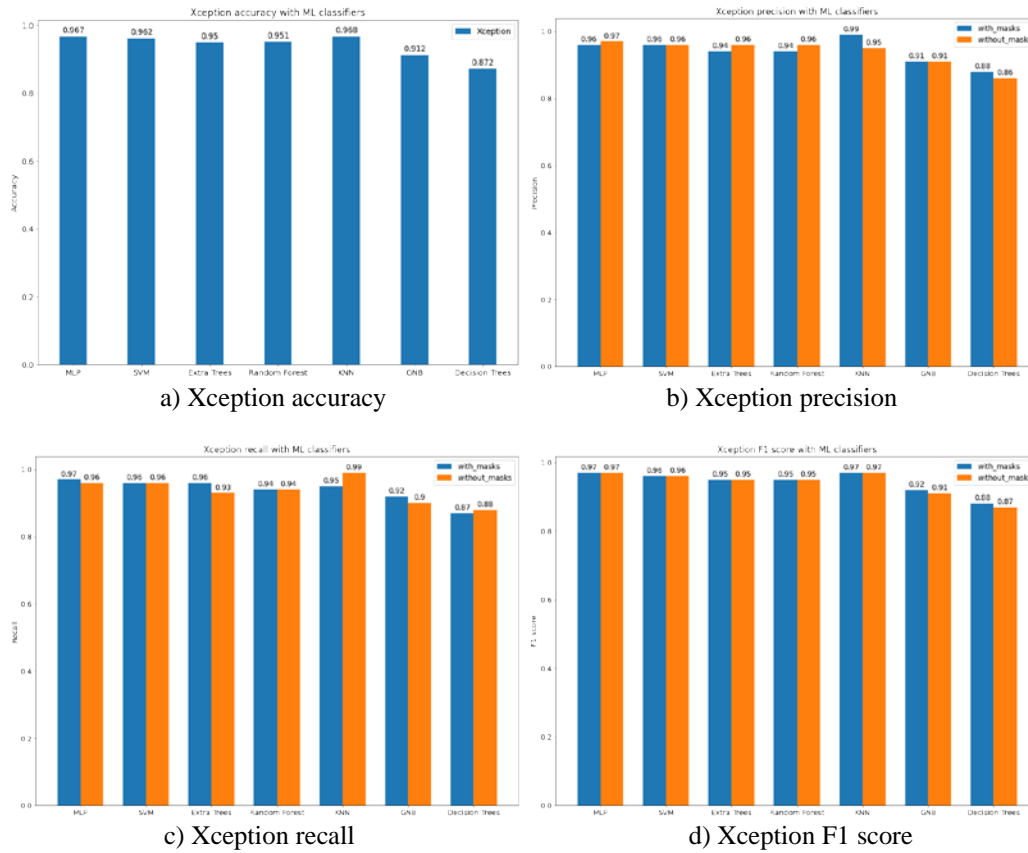 Xception accuracy with ML classifiers
1.0
0.8
0.6
0.4
0.2
0.0
Accuracy
0.967
0.962
0.95
0.951
0.968
0.912
0.872
Xception
MLP
SVM
Extra Trees
Random Forest
KNN
GNB
Decision Trees
a) Xception accuracy
Xception precision with ML classifiers
1.0
0.8
0.6
0.4
0.2
0.0
Precision
0.96 0.97
0.96 0.96
0.94 0.96
0.94 0.96
0.99 0.95
0.91 0.91
0.88 0.86
with_masks
without_masks
MLP
SVM
Extra Trees
Random Forest
KNN
GNB
Decision Trees
b) Xception precision
Xception recall with ML classifiers
1.0
0.8
0.6
0.4
0.2
0.0
Recall
0.97 0.96
0.96 0.96
0.96 0.93
0.94 0.94
0.95 0.99
0.92 0.9
0.87 0.88
with_masks
without_masks
MLP
SVM
Extra Trees
Random Forest
KNN
GNB
Decision Trees
c) Xception recall
Xception F1 score with ML classifiers
1.0
0.8
0.6
0.4
0.2
0.0
F1 score
0.97 0.97
0.96 0.96
0.95 0.95
0.95 0.95
0.97 0.97
0.92 0.91
0.88 0.87
with_masks
without_masks
MLP
SVM
Extra Trees
Random Forest
KNN
GNB
Decision Trees
d) Xception F1 score